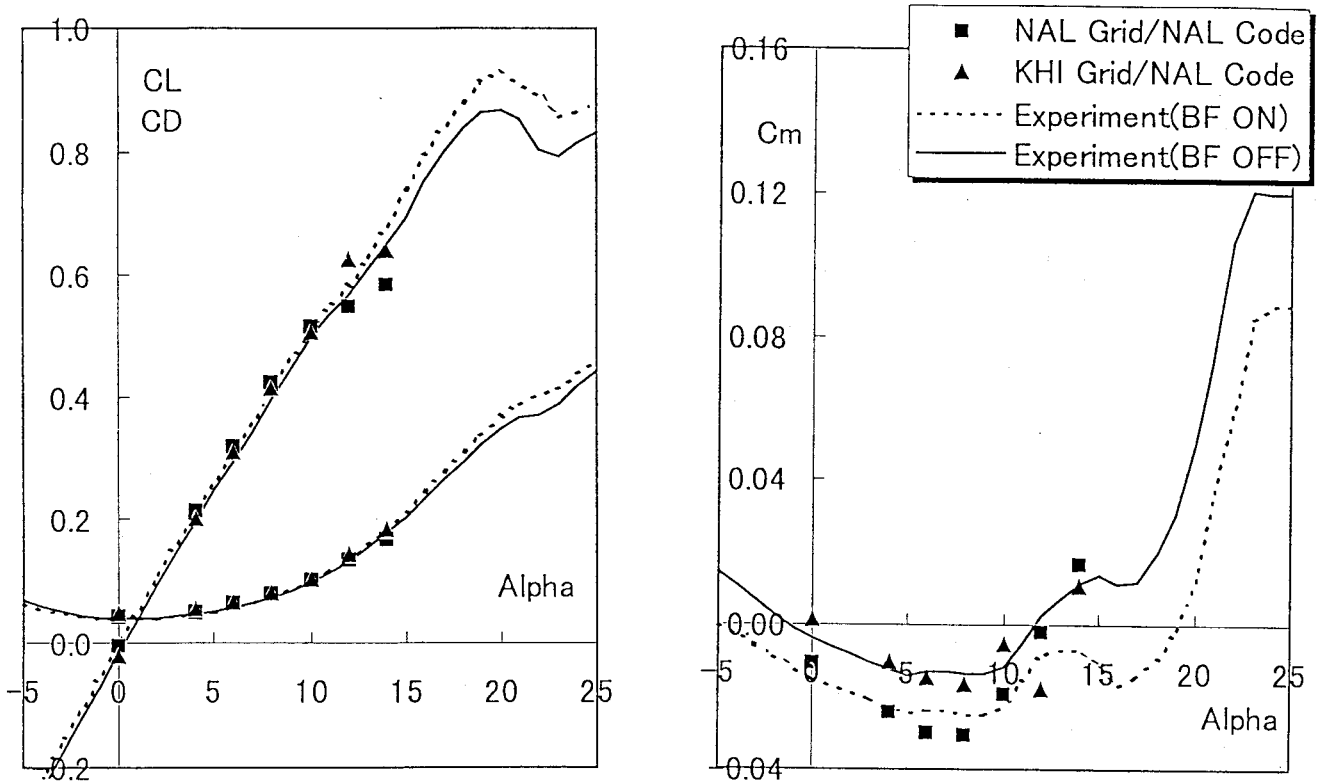 1.0
CL
CD
0.8
0.6
0.4
0.2
Alpha
0.0
-5 0 5 10 15 20 25
0.2
0.16
NAL Grid/NAL Code
KHI Grid/NAL Code
Experiment(BF ON)
Experiment(BF OFF)
Cm
0.12
0.08
0.04
0.00
-5 0 5 10 15 20 25
Alpha
0.04